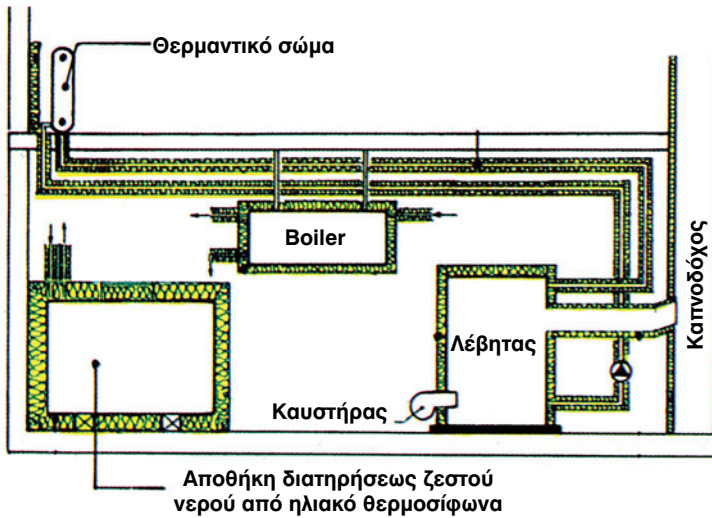 Θερμαντικό σώμα
Boiler
Καπνοδόχος
Λέβητας
Καυστήρας
Αποθήκη διατηρήσεως ζεστού
νερού από ηλιακό θερμοσίφωνα